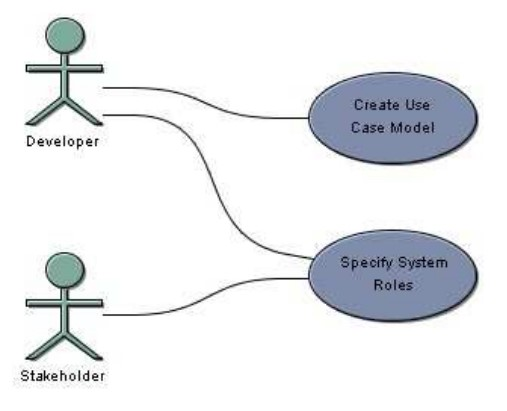 Developer
Create Use
Case Model
Specify System
Roles
Stakeholder